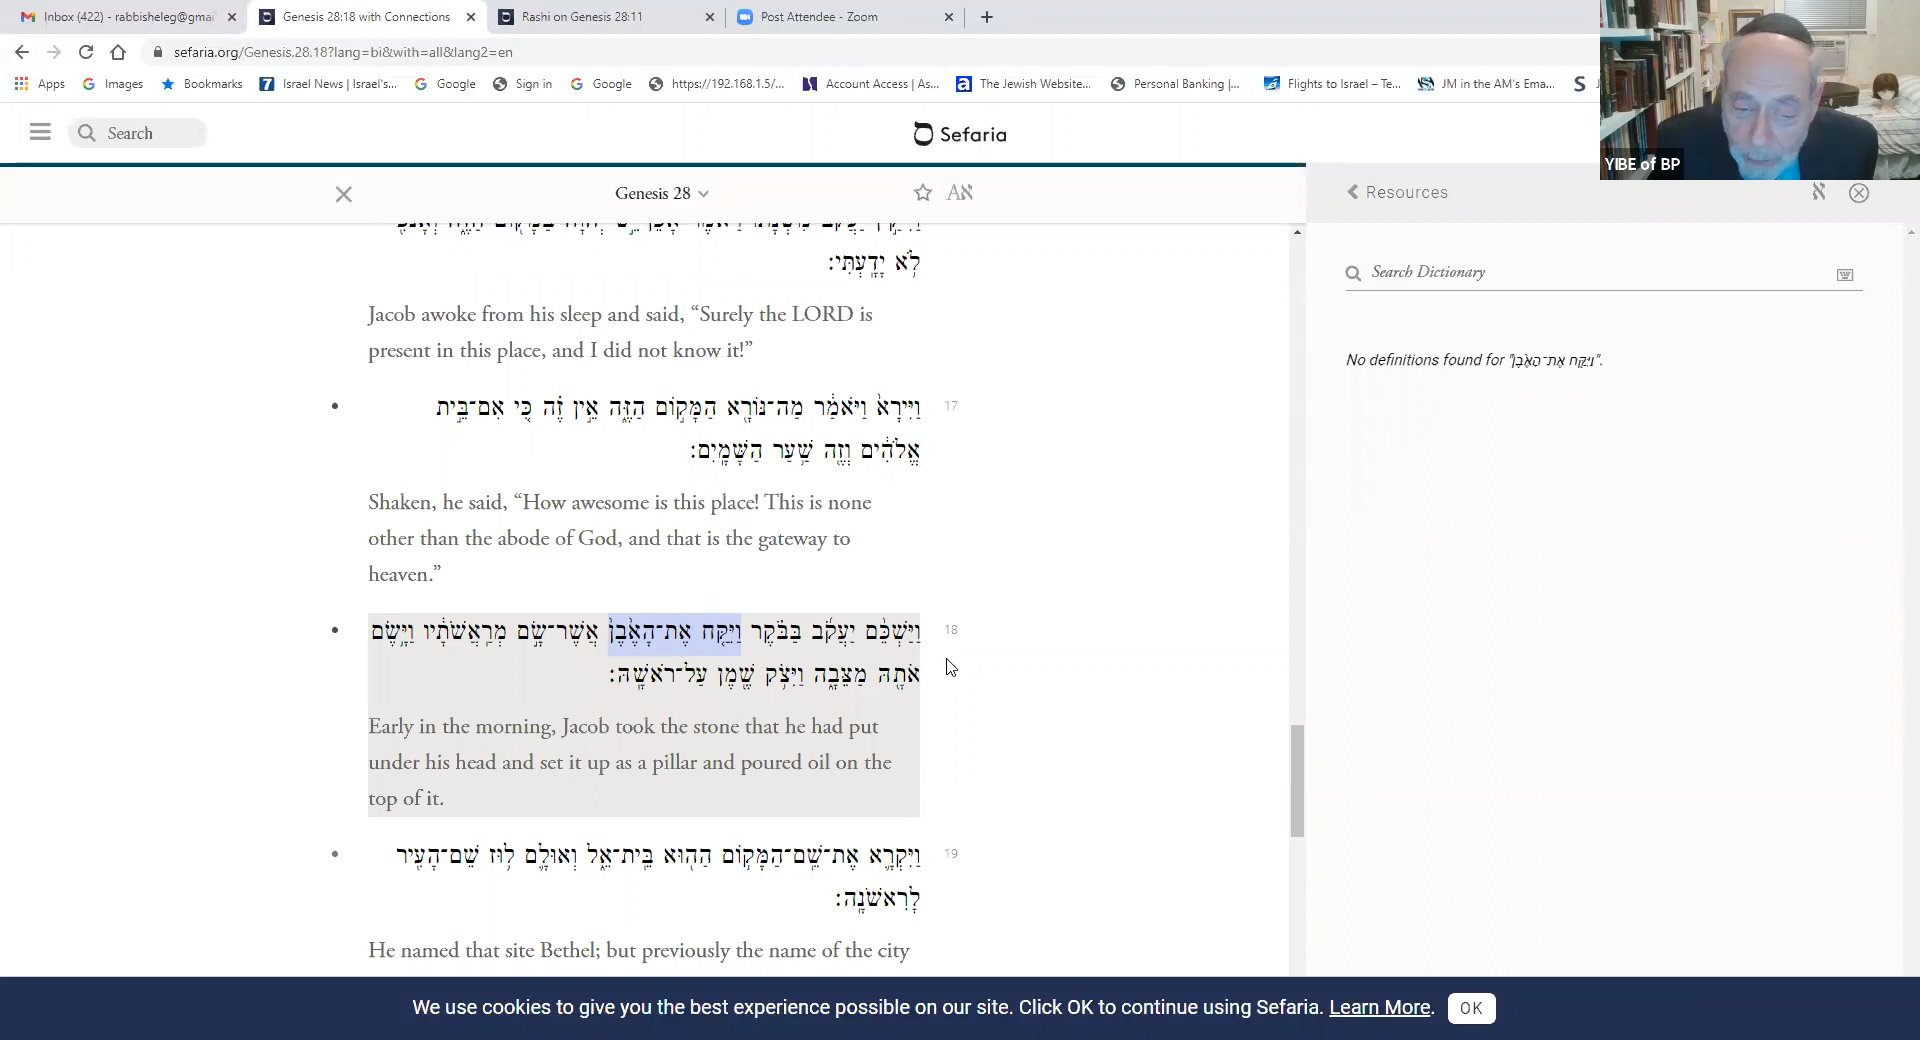 Inbox (422) - rabbisheleg@gmai
Genesis 28:18 with Connections
Rashi on Genesis 28:11
Post Attendee - Zoom
sefaria.org/Genesis.28.18?lang=bi&with=all&lang2=en
Apps
Images
Bookmarks
Israel News | Israel's...
Google
Sign in
Google
https://192.168.1.5/...
Account Access | As...
The Jewish Website...
Personal Banking |...
Flights to Israel – Te...
JM in the AM's Ema...
YIBE of BP
Search
Sefaria
Genesis 28
Resources
Search Dictionary
No definitions found for "וַיִּקַּ֤ח אֶת־הָאֶ֙בֶן֙".
לֹ֥א יָדָֽעְתִּי׃
Jacob awoke from his sleep and said, “Surely the LORD is
present in this place, and I did not know it!”
17
וַיִּירָא֙ וַיֹּאמַ֔ר מַה־נּוֹרָ֖א הַמָּק֣וֹם הַזֶּ֑ה אֵ֣ין זֶ֗ה כִּ֚י אִם־בֵּ֣ית
אֱלֹהִ֔ים וְזֶ֖ה שַׁ֥עַר הַשָּׁמָֽיִם׃
Shaken, he said, “How awesome is this place! This is none
other than the abode of God, and that is the gateway to
heaven.”
18
וַיַּשְׁכֵּ֨ם יַעֲקֹ֜ב בַּבֹּ֗קֶר וַיִּקַּ֤ח אֶת־הָאֶ֙בֶן֙ אֲשֶׁר־שָׂ֣ם מְרַֽאֲשֹׁתָ֔יו וַיָּ֥שֶׂם
אֹתָ֖הּ מַצֵּבָ֑ה וַיִּצֹ֥ק שֶׁ֖מֶן עַל־רֹאשָֽׁהּ׃
Early in the morning, Jacob took the stone that he had put
under his head and set it up as a pillar and poured oil on the
top of it.
19
וַיִּקְרָ֛א אֶת־שֵֽׁם־הַמָּק֥וֹם הַה֖וּא בֵּֽית־אֵ֑ל וְאוּלָ֛ם ל֥וּז שֵׁם־הָעִ֖יר
לָרִאשֹׁנָֽה׃
He named that site Bethel; but previously the name of the city
We use cookies to give you the best experience possible on our site. Click OK to continue using Sefaria. Learn More. OK